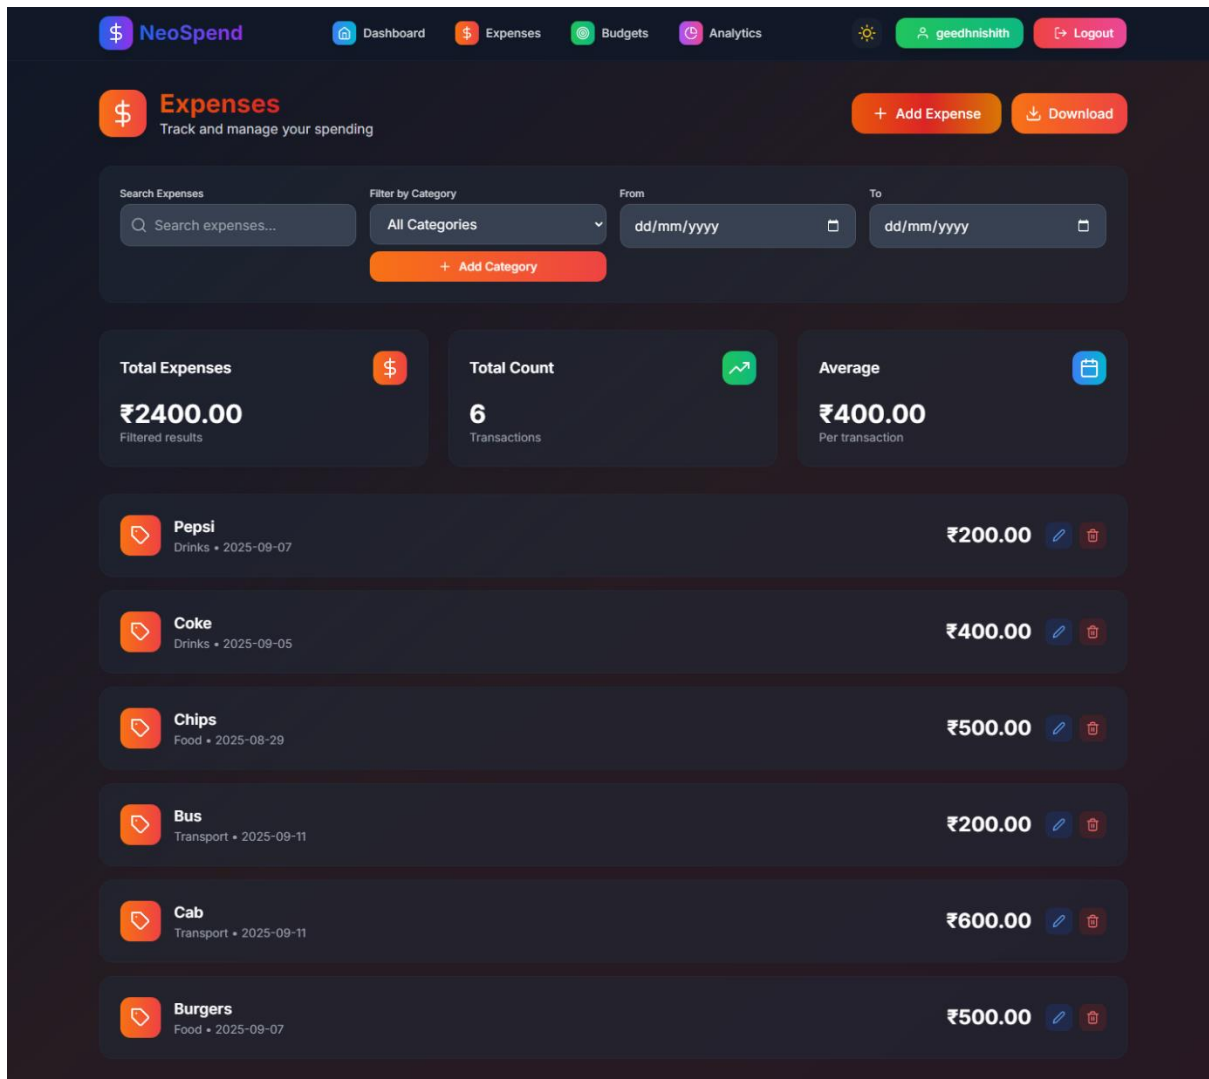 NeoSpend
Dashboard
Expenses
Budgets
Analytics
geedhnishith
Logout
Expenses
Track and manage your spending
Add Expense
Download
Search Expenses
Filter by Category
From
To
Search expenses...
All Categories
dd/mm/yyyy
dd/mm/yyyy
+ Add Category
Total Expenses
₹2400.00
Filtered results
Total Count
6
Transactions
Average
₹400.00
Per transaction
Pepsi
Drinks • 2025-09-07
₹200.00
Coke
Drinks • 2025-09-05
₹400.00
Chips
Food • 2025-08-29
₹500.00
Bus
Transport • 2025-09-11
₹200.00
Cab
Transport • 2025-09-11
₹600.00
Burgers
Food • 2025-09-07
₹500.00